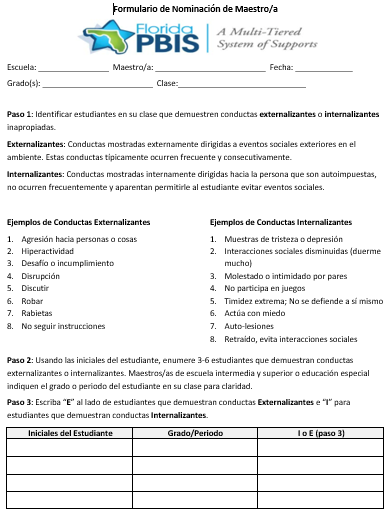 Formulario de Nominación de Maestro/a
Florida
PBIS
A Multi-Tiered
System of Supports
Escuela: ________________ Maestro/a: ________________________ Fecha: _____________
Grado(s): ________________________ Clase:____________________________
Paso 1: Identificar estudiantes en su clase que demuestren conductas externalizantes o internalizantes
inapropiadas.
Externalizantes: Conductas mostradas externamente dirigidas a eventos sociales exteriores en el
ambiente. Estas conductas típicamente ocurren frecuente y consecutivamente.
Internalizantes: Conductas mostradas internamente dirigidas hacia la persona que son autoimpuestas,
no ocurren frecuentemente y aparentan permitirle al estudiante evitar eventos sociales.
Ejemplos de Conductas Externalizantes
1. Agresión hacia personas o cosas
2. Hiperactividad
3. Desafío o incumplimiento
4. Disrupción
5. Discutir
6. Robar
7. Rabietas
8. No seguir instrucciones
Ejemplos de Conductas Internalizantes
1. Muestras de tristeza o depresión
2. Interacciones sociales disminuidas (duerme
mucho)
3. Molestado o intimidado por pares
4. No participa en juegos
5. Timidez extrema; No se defiende a sí mismo
6. Actúa con miedo
7. Auto-lesiones
8. Retraído, evita interacciones sociales
Paso 2: Usando las iniciales del estudiante, enumere 3-6 estudiantes que demuestran conductas
externalizantes o internalizantes. Maestros/as de escuela intermedia y superior o educación especial
indiquen el grado o periodo del estudiante en su clase para claridad.
Paso 3: Escriba “E” al lado de estudiantes que demuestran conductas Externalizantes e “I” para
estudiantes que demuestran conductas Internalizantes.
Iniciales del Estudiante Grado/Periodo I o E (paso 3)